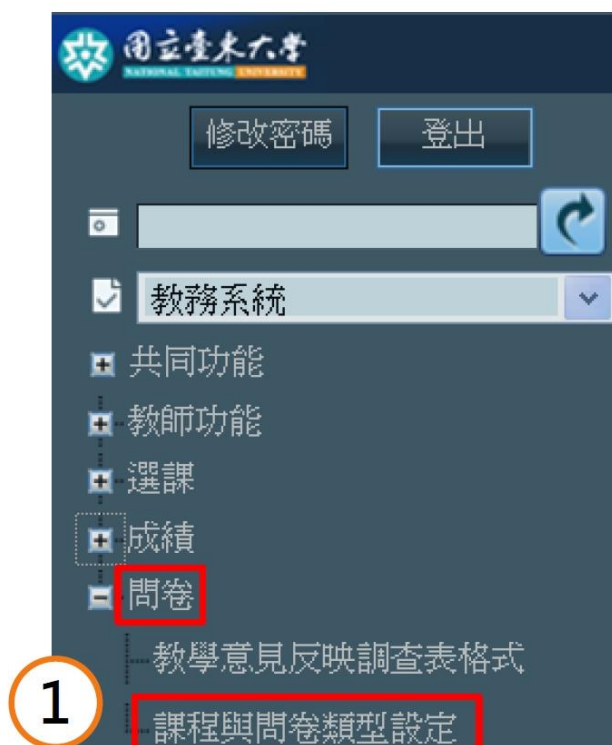 國立臺東大學
NATIONAL TAITUNG UNIVERSITY
修改密碼 登出
教務系統
共同功能
教師功能
選課
成績
問卷
教學意見反映調查表格式
1
課程與問卷類型設定